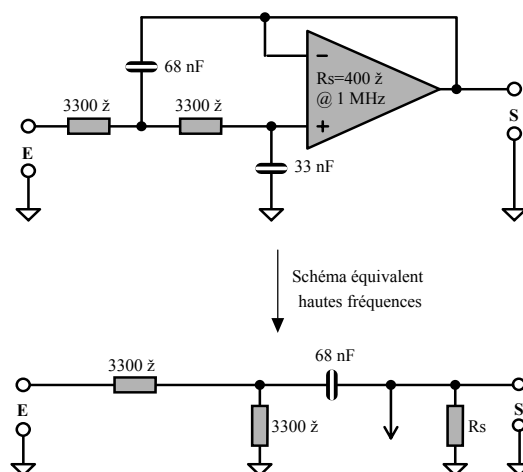 68 nF
−
Rs=400 ž
@ 1 MHz
3300 ž
3300 ž
+
S
E
33 nF
Schéma équivalent
hautes fréquences
68 nF
3300 ž
E
3300 ž
Rs
S